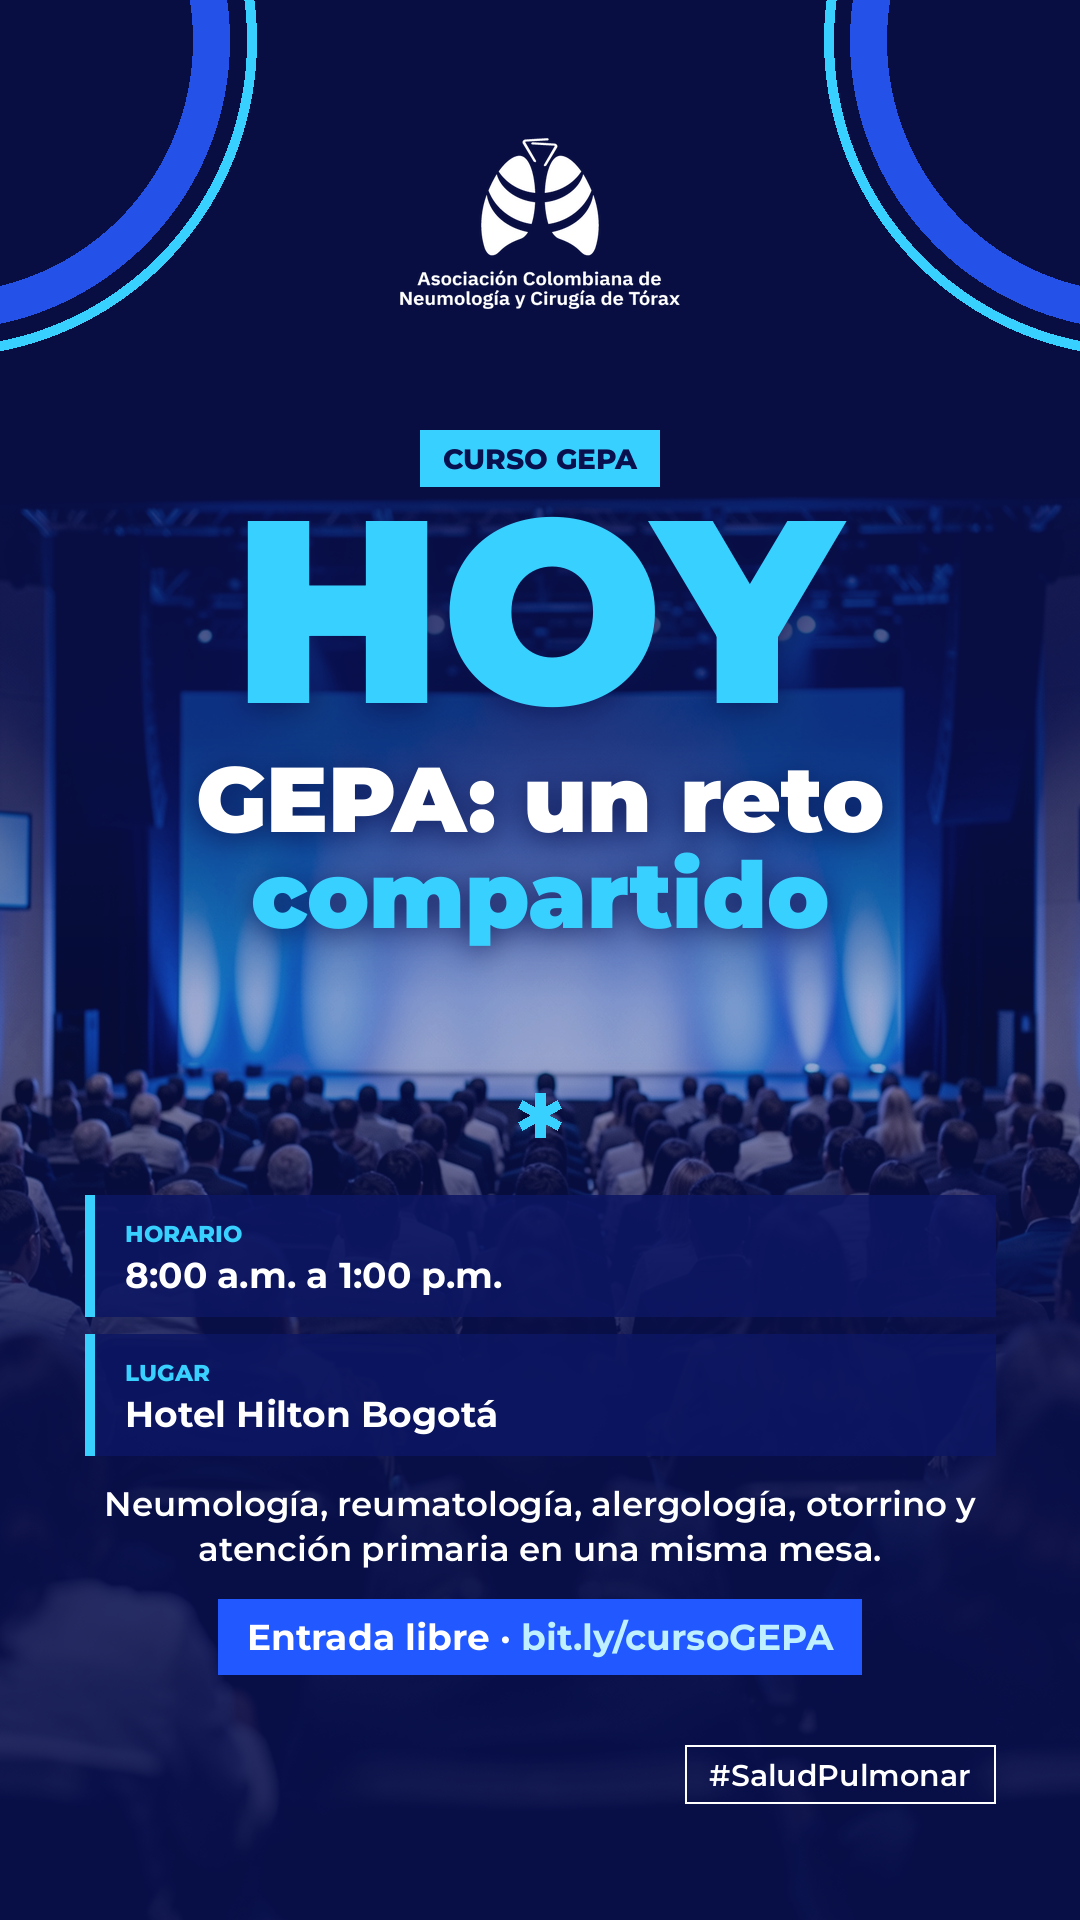 Asociación Colombiana de
Neumología y Cirugía de Tórax
CURSO GEPA
HOY
GEPA: un reto
compartido
*
HORARIO
8:00 a.m. a 1:00 p.m.
LUGAR
Hotel Hilton Bogotá
Neumología, reumatología, alergología, otorrino y
atención primaria en una misma mesa.
Entrada libre · bit.ly/cursoGEPA
#SaludPulmonar